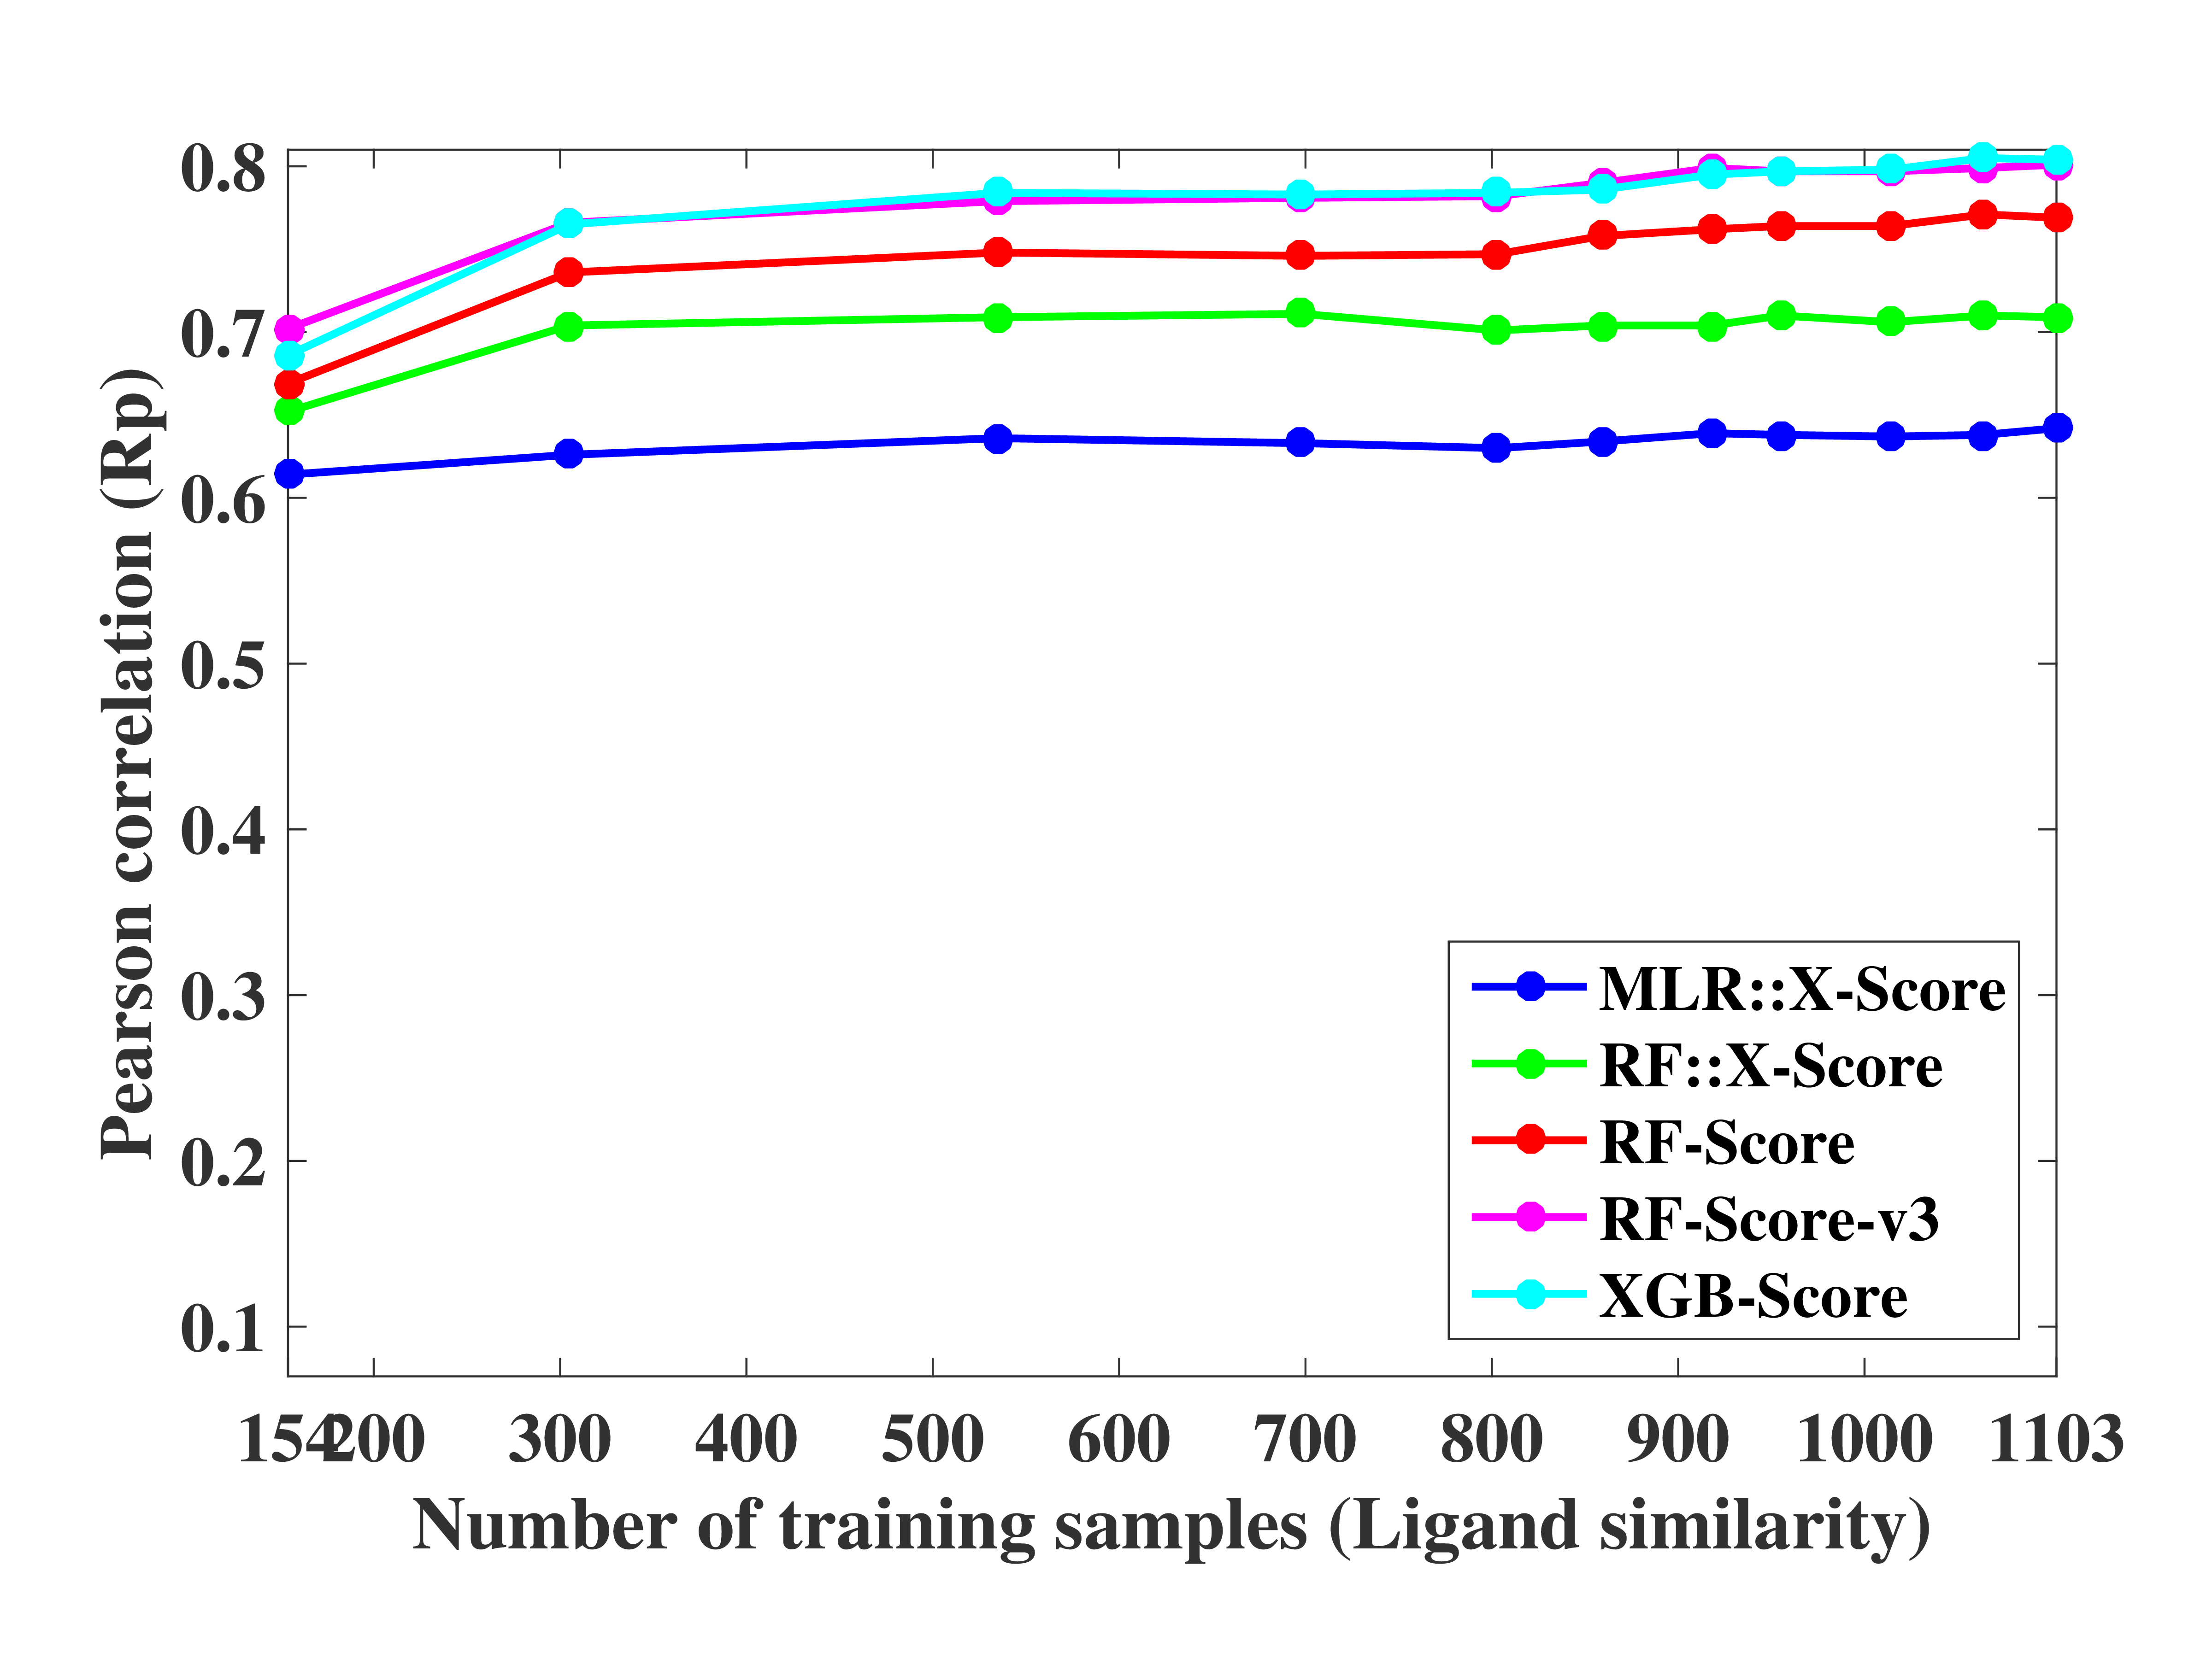 0.8
0.7
0.6
0.5
0.4
0.3
0.2
0.1
Pearson correlation (Rp)
MLR::X-Score
RF::X-Score
RF-Score
RF-Score-v3
XGB-Score
154 200 300 400 500 600 700 800 900 1000 1103
Number of training samples (Ligand similarity)